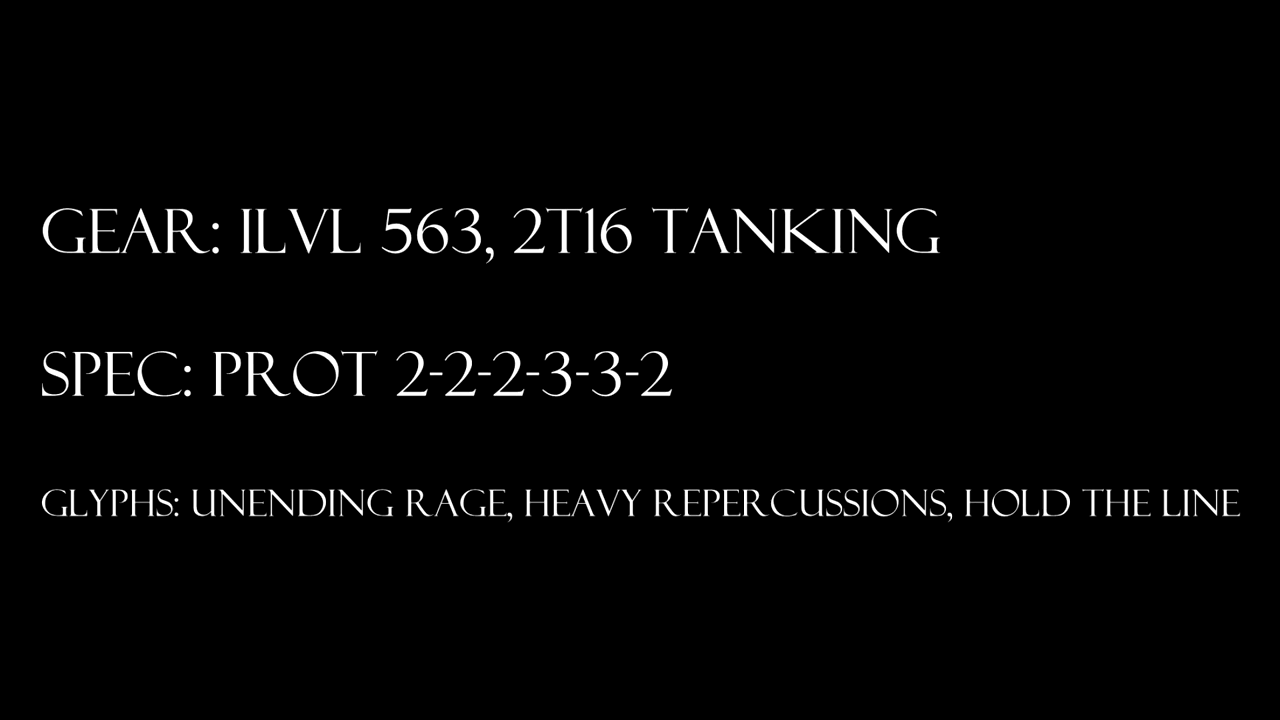 GEAR: ILVL 563, 2T16 TANKING
SPEC: PROT 2-2-2-3-3-2
GLYPHS: UNENDING RAGE, HEAVY REPERCUSSIONS, HOLD THE LINE